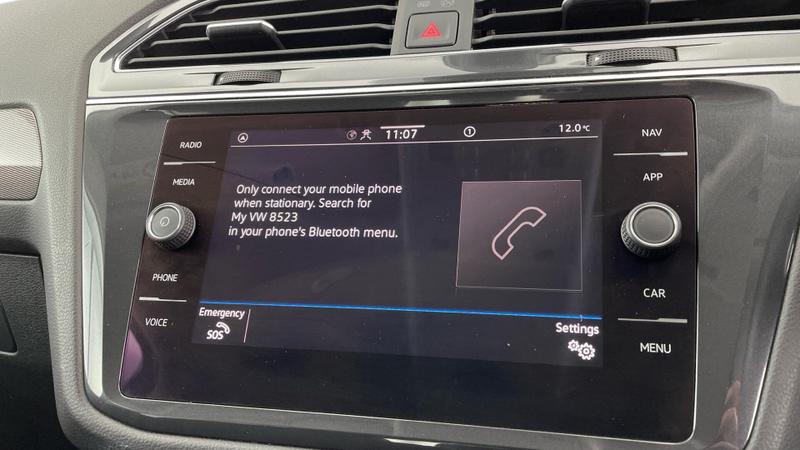 RADIO
MEDIA
PHONE
VOICE
11:07
1
12.0°C
Only connect your mobile phone
when stationary. Search for
My VW 8523
in your phone's Bluetooth menu.
Emergency
SOS
Settings
NAV
APP
CAR
MENU